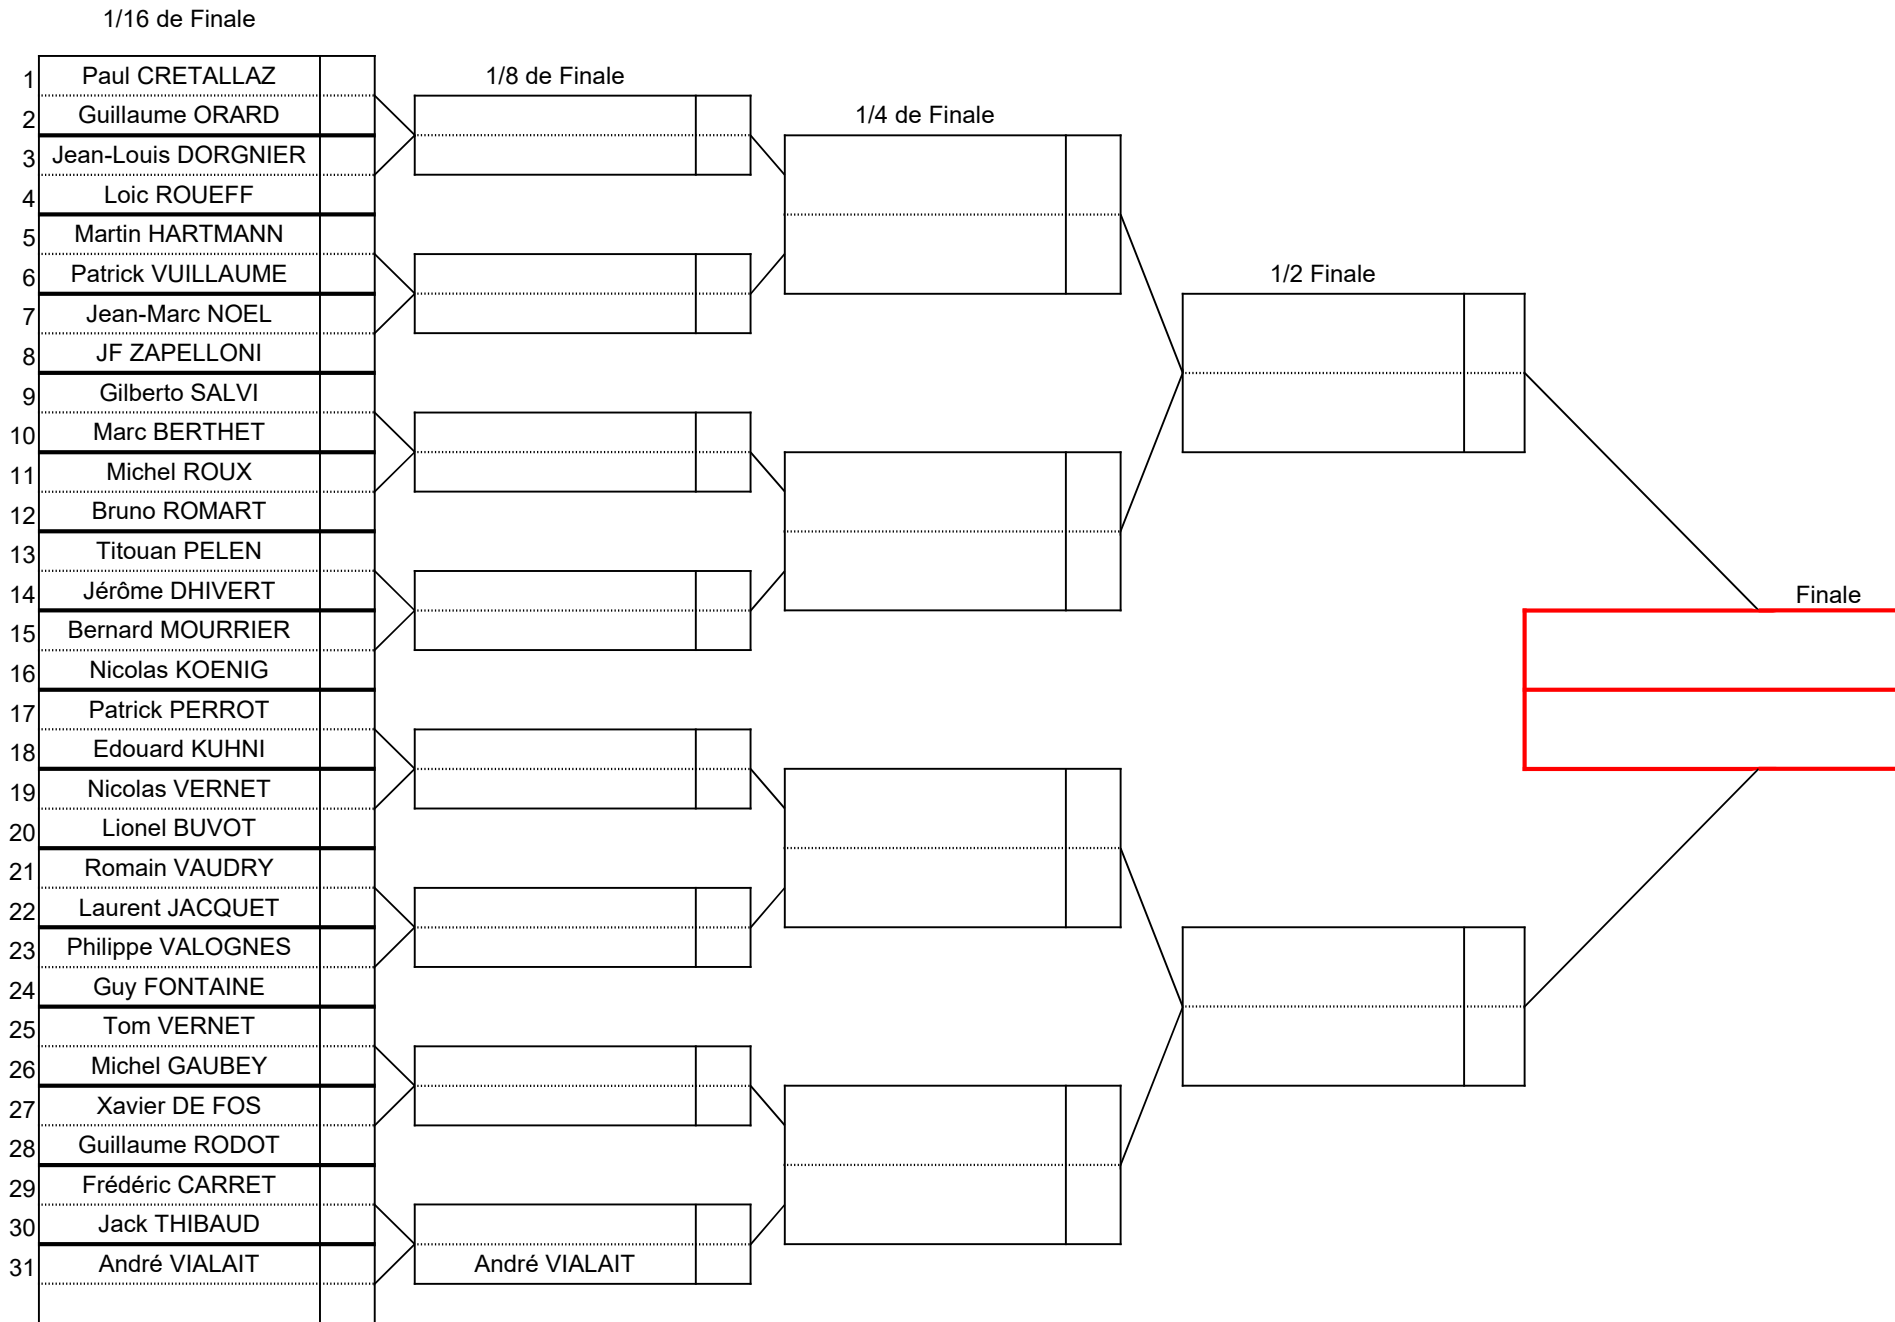 1/16 de Finale
1 Paul CRETALLAZ
1/8 de Finale
2 Guillaume ORARD
1/4 de Finale
3 Jean-Louis DORGNIER
4 Loic ROUEFF
5 Martin HARTMANN
6 Patrick VUILLAUME
1/2 Finale
7 Jean-Marc NOEL
8 JF ZAPELLONI
9 Gilberto SALVI
10 Marc BERTHET
11 Michel ROUX
12 Bruno ROMART
13 Titouan PELEN
14 Jérôme DHIVERT
Finale
15 Bernard MOURRIER
16 Nicolas KOENIG
17 Patrick PERROT
18 Edouard KUHNI
19 Nicolas VERNET
20 Lionel BUVOT
21 Romain VAUDRY
22 Laurent JACQUET
23 Philippe VALOGNES
24 Guy FONTAINE
25 Tom VERNET
26 Michel GAUBEY
27 Xavier DE FOS
28 Guillaume RODOT
29 Frédéric CARRET
30 Jack THIBAUD
31 André VIALAIT
André VIALAIT